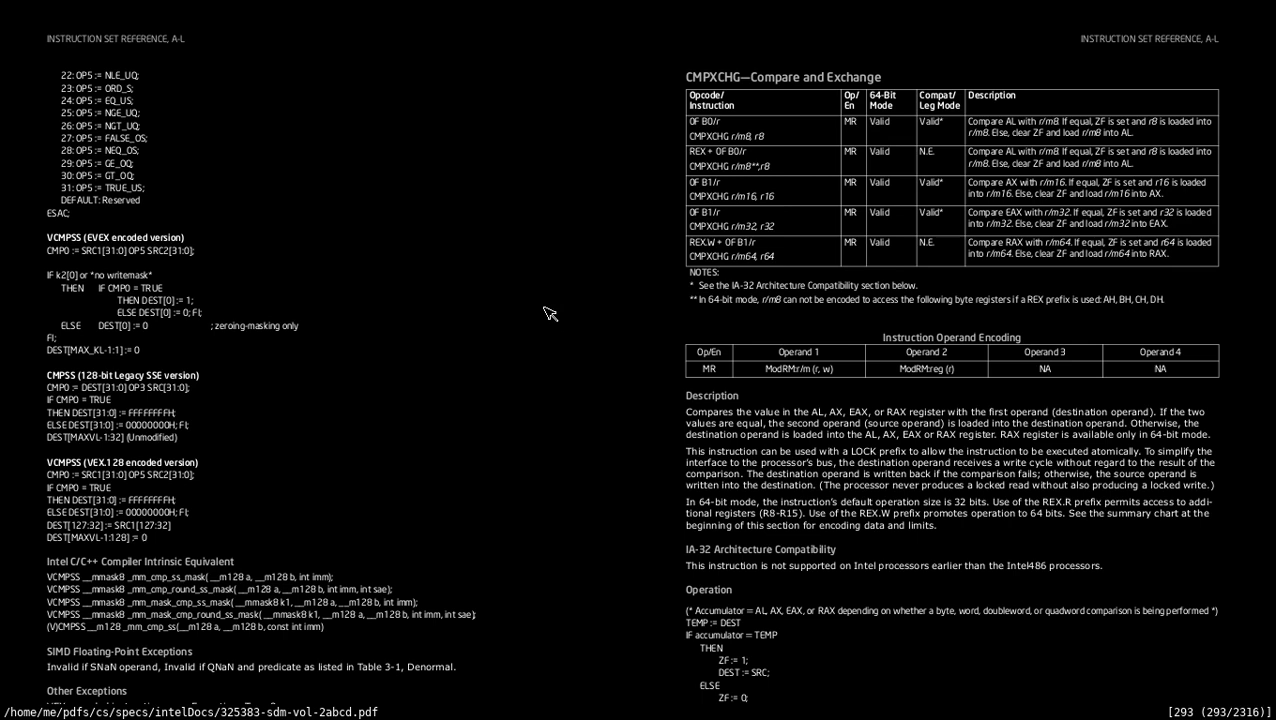 INSTRUCTION SET REFERENCE, A-L
22: OP5 := NLE_UQ;
23: OP5 := ORD_S;
24: OP5 := EQ_US;
25: OP5 := NGE_UQ;
26: OP5 := NGT_UQ;
27: OP5 := FALSE_OS;
28: OP5 := NEQ_OS;
29: OP5 := GE_OQ;
30: OP5 := GT_OQ;
31: OP5 := TRUE_US;
DEFAULT: Reserved
ESAC;
VCMPSS (EVEX encoded version)
CMP0 := SRC1[31:0] OP5 SRC2[31:0];
IF k2[0] or *no writemask*
THEN IF CMP0 = TRUE
THEN DEST[0] := 1;
ELSE DEST[0] := 0; FI;
ELSE DEST[0] := 0 ; zeroing-masking only
FI;
DEST[MAX_KL-1:1] := 0
CMPSS (128-bit Legacy SSE version)
CMP0 := DEST[31:0] OP3 SRC[31:0];
IF CMP0 = TRUE
THEN DEST[31:0] := FFFFFFFFH;
ELSE DEST[31:0] := 00000000H; FI;
DEST[MAXVL-1:32] (Unmodified)
VCMPSS (VEX.128 encoded version)
CMP0 := SRC1[31:0] OP5 SRC2[31:0];
IF CMP0 = TRUE
THEN DEST[31:0] := FFFFFFFFH;
ELSE DEST[31:0] := 00000000H; FI;
DEST[127:32] := SRC1[127:32]
DEST[MAXVL-1:128] := 0
Intel C/C++ Compiler Intrinsic Equivalent
VCMPSS __mmask8 _mm_cmp_ss_mask( __m128 a, __m128 b, int imm);
VCMPSS __mmask8 _mm_cmp_round_ss_mask( __m128 a, __m128 b, int imm, int sae);
VCMPSS __mmask8 _mm_mask_cmp_ss_mask( __mmask8 k1, __m128 a, __m128 b, int imm);
VCMPSS __mmask8 _mm_mask_cmp_round_ss_mask( __mmask8 k1, __m128 a, __m128 b, int imm, int sae);
(V)CMPSS __m128 _mm_cmp_ss(__m128 a, __m128 b, const int imm)
SIMD Floating-Point Exceptions
Invalid if SNaN operand, Invalid if QNaN and predicate as listed in Table 3-1, Denormal.
Other Exceptions
INSTRUCTION SET REFERENCE, A-L
CMPXCHG—Compare and Exchange
Opcode/ Op/ 64-Bit Compat/ Description
Instruction En Mode Leg Mode
0F B0/r MR Valid Valid* Compare AL with r/m8. If equal, ZF is set and r8 is loaded into
CMPXCHG r/m8, r8 r/m8. Else, clear ZF and load r/m8 into AL.
REX + 0F B0/r MR Valid N.E. Compare AL with r/m8. If equal, ZF is set and r8 is loaded into
CMPXCHG r/m8**,r8 r/m8. Else, clear ZF and load r/m8 into AL.
0F B1/r MR Valid Valid* Compare AX with r/m16. If equal, ZF is set and r16 is loaded
CMPXCHG r/m16, r16 into r/m16. Else, clear ZF and load r/m16 into AX.
0F B1/r MR Valid Valid* Compare EAX with r/m32. If equal, ZF is set and r32 is loaded
CMPXCHG r/m32, r32 into r/m32. Else, clear ZF and load r/m32 into EAX.
REX.W + 0F B1/r MR Valid N.E. Compare RAX with r/m64. If equal, ZF is set and r64 is loaded
CMPXCHG r/m64, r64 into r/m64. Else, clear ZF and load r/m64 into RAX.
NOTES:
* See the IA-32 Architecture Compatibility section below.
** In 64-bit mode, r/m8 can not be encoded to access the following byte registers if a REX prefix is used: AH, BH, CH, DH.
Instruction Operand Encoding
Op/En Operand 1 Operand 2 Operand 3 Operand 4
MR ModRM:r/m (r, w) ModRM:reg (r) NA NA
Description
Compares the value in the AL, AX, EAX, or RAX register with the first operand (destination operand). If the two
values are equal, the second operand (source operand) is loaded into the destination operand. Otherwise, the
destination operand is loaded into the AL, AX, EAX or RAX register. RAX register is available only in 64-bit mode.
This instruction can be used with a LOCK prefix to allow the instruction to be executed atomically. To simplify the
interface to the processor's bus, the destination operand receives a write cycle without regard to the result of the
comparison. The destination operand is written back if the comparison fails; otherwise, the source operand is
written into the destination. (The processor never produces a locked read without also producing a locked write.)
In 64-bit mode, the instruction's default operation size is 32 bits. Use of the REX.R prefix permits access to addi-
tional registers (R8-R15). Use of the REX.W prefix promotes operation to 64 bits. See the summary chart at the
beginning of this section for encoding data and limits.
IA-32 Architecture Compatibility
This instruction is not supported on Intel processors earlier than the Intel486 processors.
Operation
(* Accumulator = AL, AX, EAX, or RAX depending on whether a byte, word, doubleword, or quadword comparison is being performed *)
TEMP := DEST
IF accumulator = TEMP
THEN
ZF := 1;
DEST := SRC;
ELSE
ZF := 0;
/home/me/pdfs/cs/specs/intelDocs/325383-sdm-vol-2abcd.pdf [293 (293/2316)]